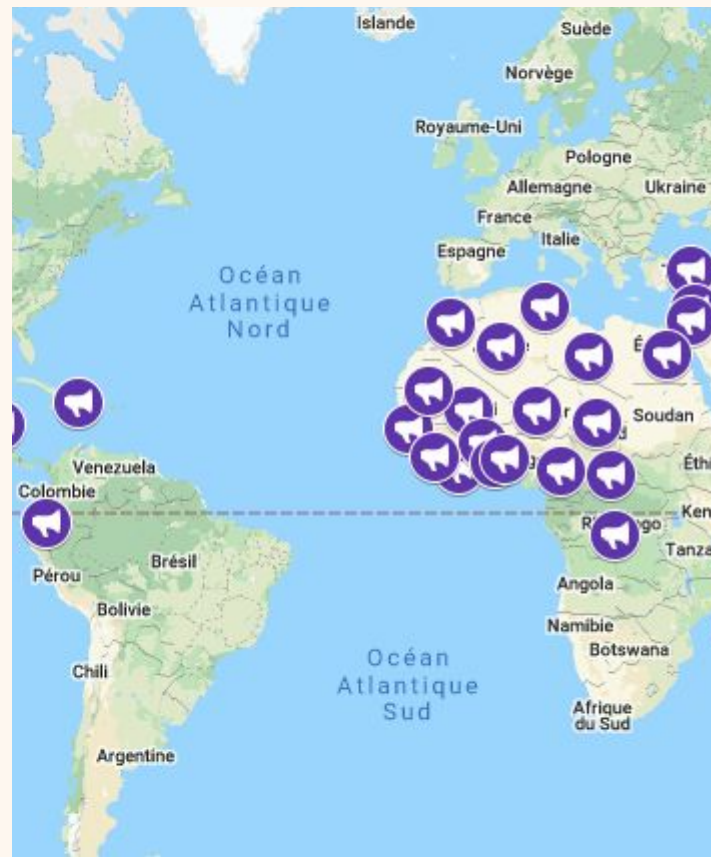 Islande
Suède
Norvège
Royaume-Uni
Pologne
Allemagne
Ukraine
France
Italie
Espagne
Océan
Atlantique
Nord
Soudan
Venezuela
Colombie
Pérou
Brésil
Bolivie
Chili
Argentine
Angola
Namibie
Botswana
Océan
Atlantique
Sud
Afrique
du Sud